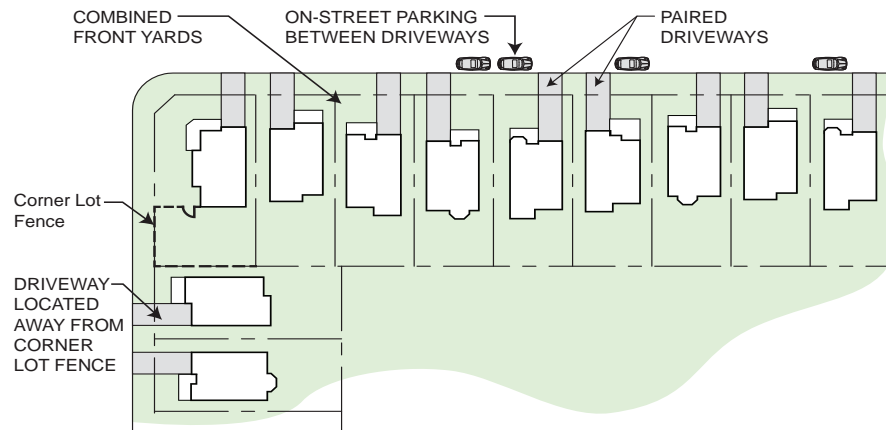 COMBINED
FRONT YARDS
ON-STREET PARKING
BETWEEN DRIVEWAYS
PAIRED
DRIVEWAYS
Corner Lot
Fence
DRIVEWAY
LOCATED
AWAY FROM
CORNER
LOT FENCE